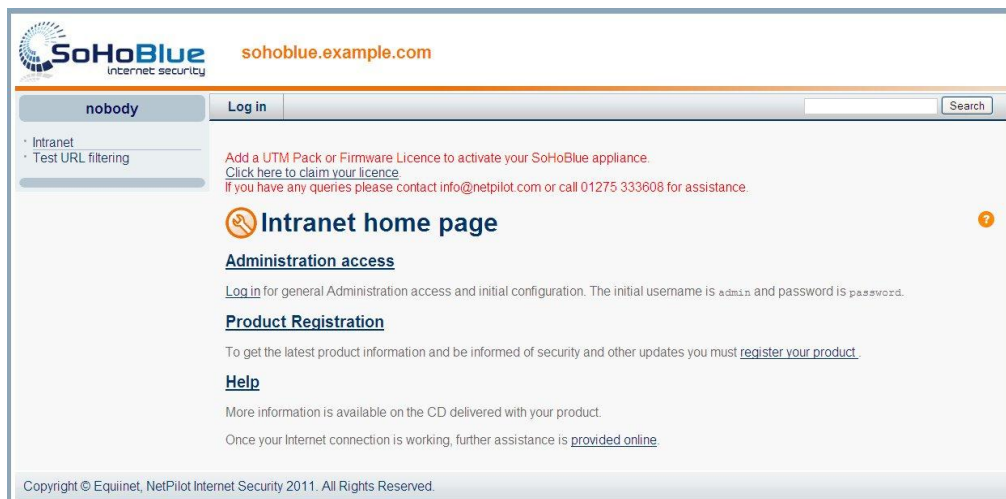 SoHoBlue
internet security
sohoblue.example.com
nobody
Log in
Search
Intranet
Test URL filtering
Add a UTM Pack or Firmware Licence to activate your SoHoBlue appliance.
Click here to claim your licence.
If you have any queries please contact info@netpilot.com or call 01275 333608 for assistance.
Intranet home page
?
Administration access
Log in for general Administration access and initial configuration. The initial username is admin and password is password.
Product Registration
To get the latest product information and be informed of security and other updates you must register your product .
Help
More information is available on the CD delivered with your product.
Once your Internet connection is working, further assistance is provided online.
Copyright © Equiinet, NetPilot Internet Security 2011. All Rights Reserved.